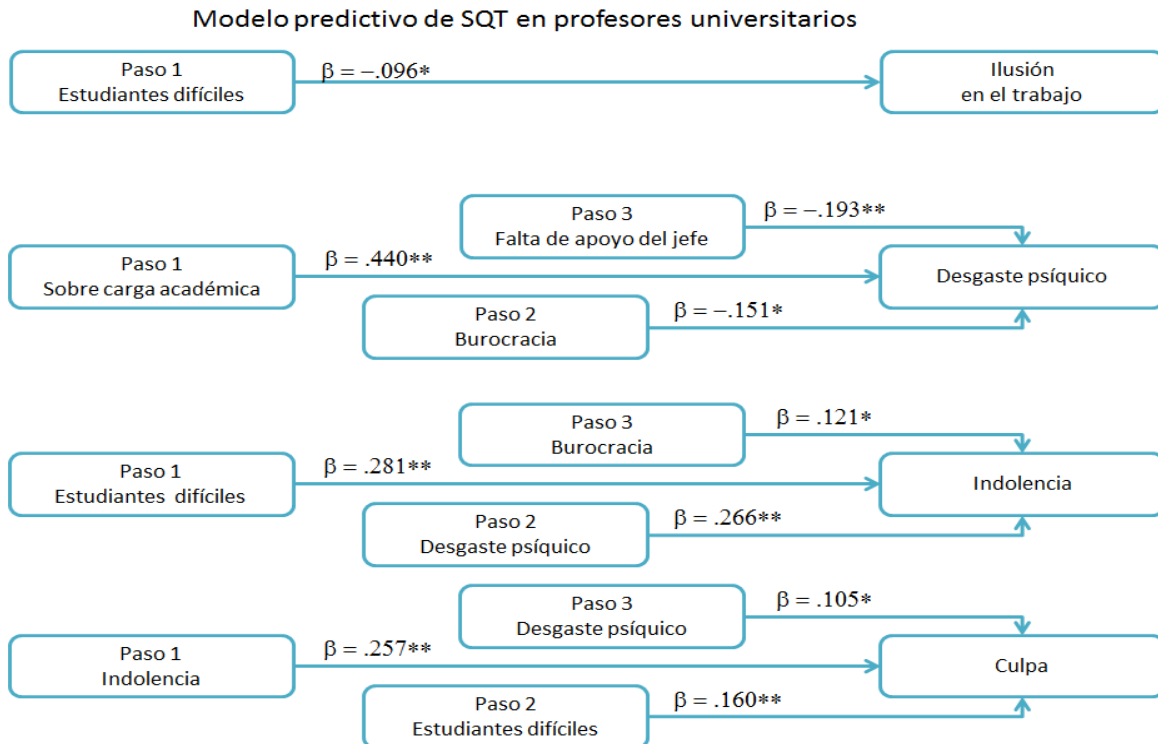 Modelo predictivo de SQT en profesores universitarios
Paso 1
Estudiantes difíciles
β = −.096*
Ilusión
en el trabajo
Paso 3
Falta de apoyo del jefe
β = −.193**
Paso 1
Sobre carga académica
β = .440**
Desgaste psíquico
Paso 2
Burocracia
β = −.151*
Paso 3
Burocracia
β = .121*
Paso 1
Estudiantes difíciles
β = .281**
Indolencia
Paso 2
Desgaste psíquico
β = .266**
Paso 3
Desgaste psíquico
β = .105*
Paso 1
Indolencia
β = .257**
Culpa
Paso 2
Estudiantes difíciles
β = .160**